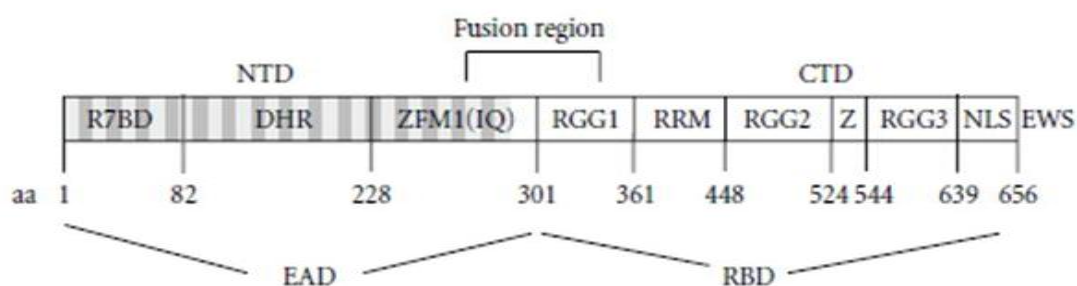 Fusion region
NTD CTD
R7BD DHR ZFM1(IQ) RGG1 RRM RGG2 Z RGG3 NLS EWS
aa 1 82 228 301 361 448 524 544 639 656
EAD RBD